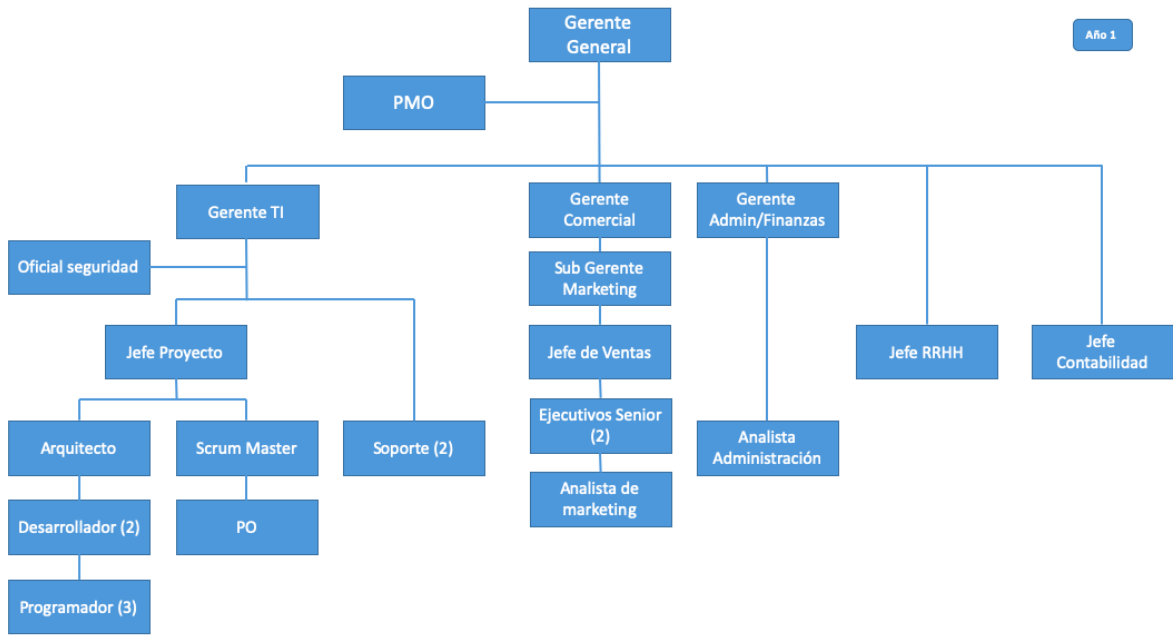 Gerente
General
Año 1
PMO
Gerente TI
Gerente
Comercial
Gerente
Admin/Finanzas
Oficial seguridad
Sub Gerente
Marketing
Jefe Proyecto
Jefe de Ventas
Jefe RRHH
Jefe
Contabilidad
Arquitecto
Scrum Master
Soporte (2)
Ejecutivos Senior
(2)
Analista
Administración
Desarrollador (2)
PO
Analista de
marketing
Programador (3)